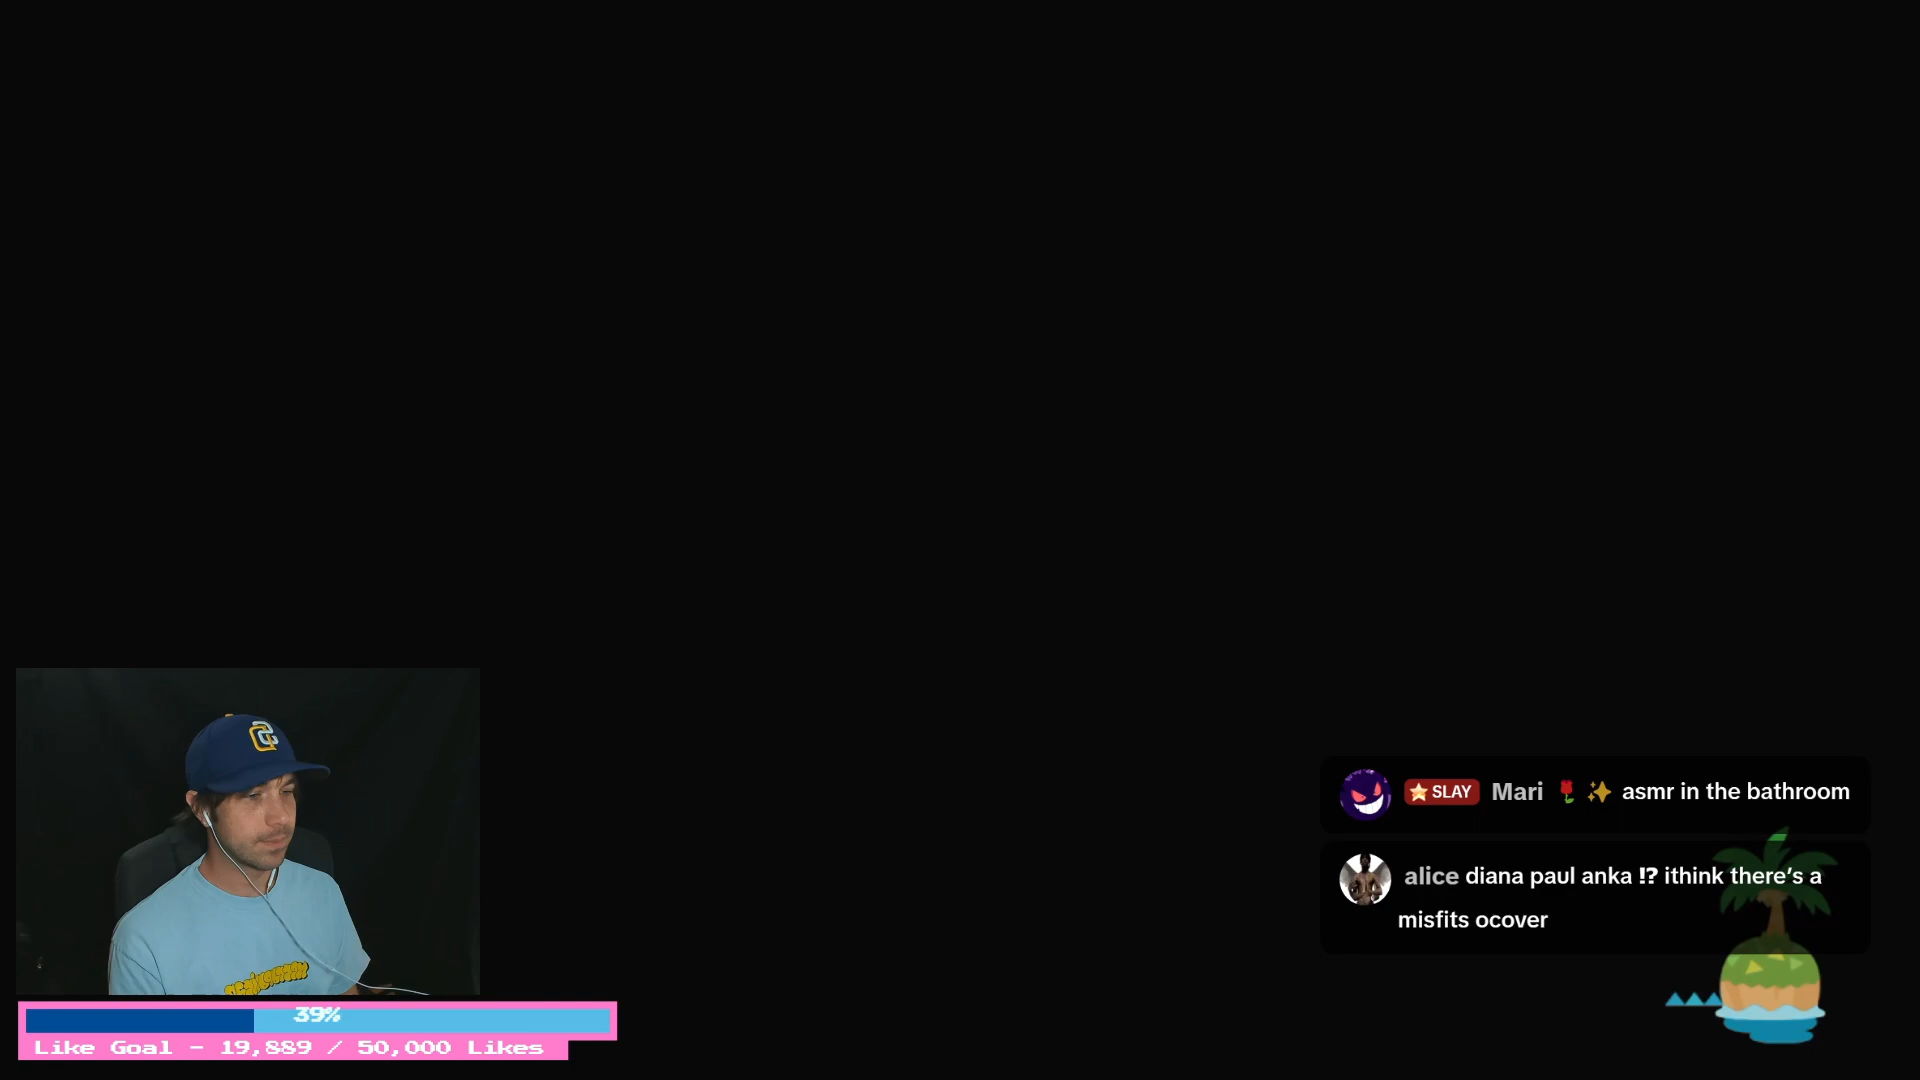 SLAY Mari 🌹 ✨ asmr in the bathroom
alice diana paul anka ⁉ ithink there's a
misfits ocover
39%
Like Goal - 19,889 / 50,000 Likes